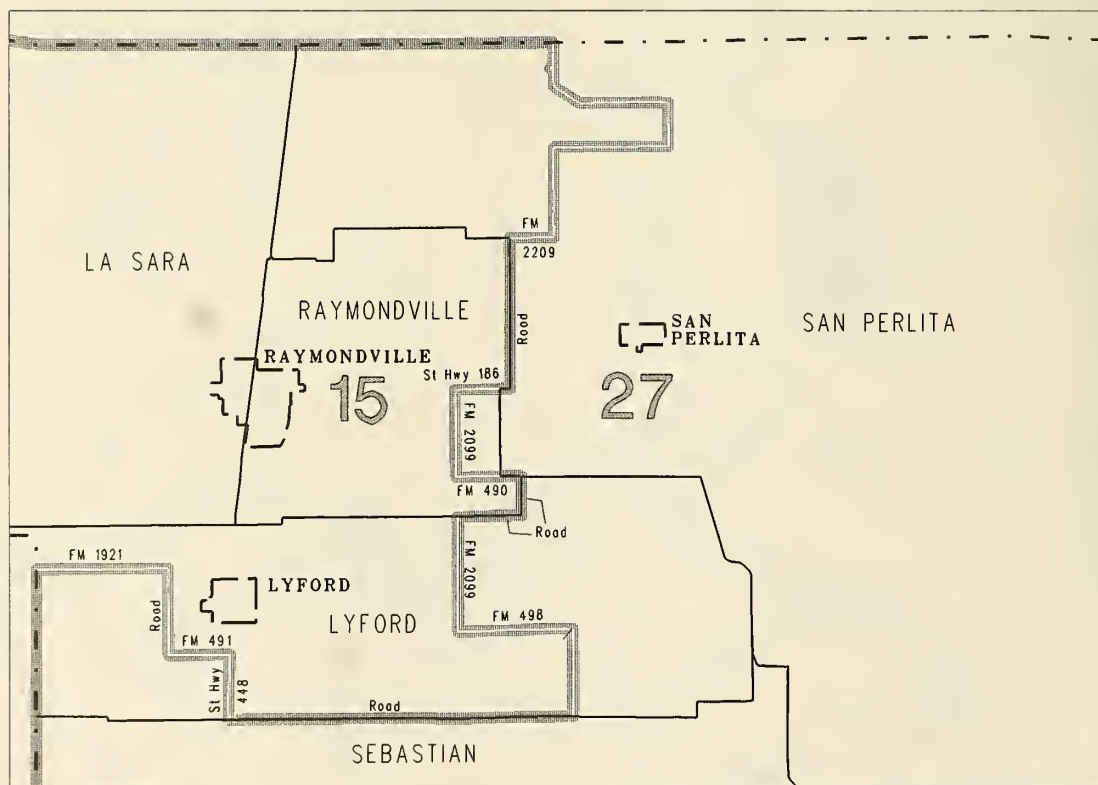 FM
2209
LA SARA
RAYMONDVILLE
SAN PERLITA
Road
SAN
PERLITA
RAYMONDVILLE
St Hwy 186
15
27
FM 2099
FM 490
Road
FM 1921
FM 2099
LYFORD
Road
LYFORD
FM 498
FM 491
St Hwy
448
Road
SEBASTIAN